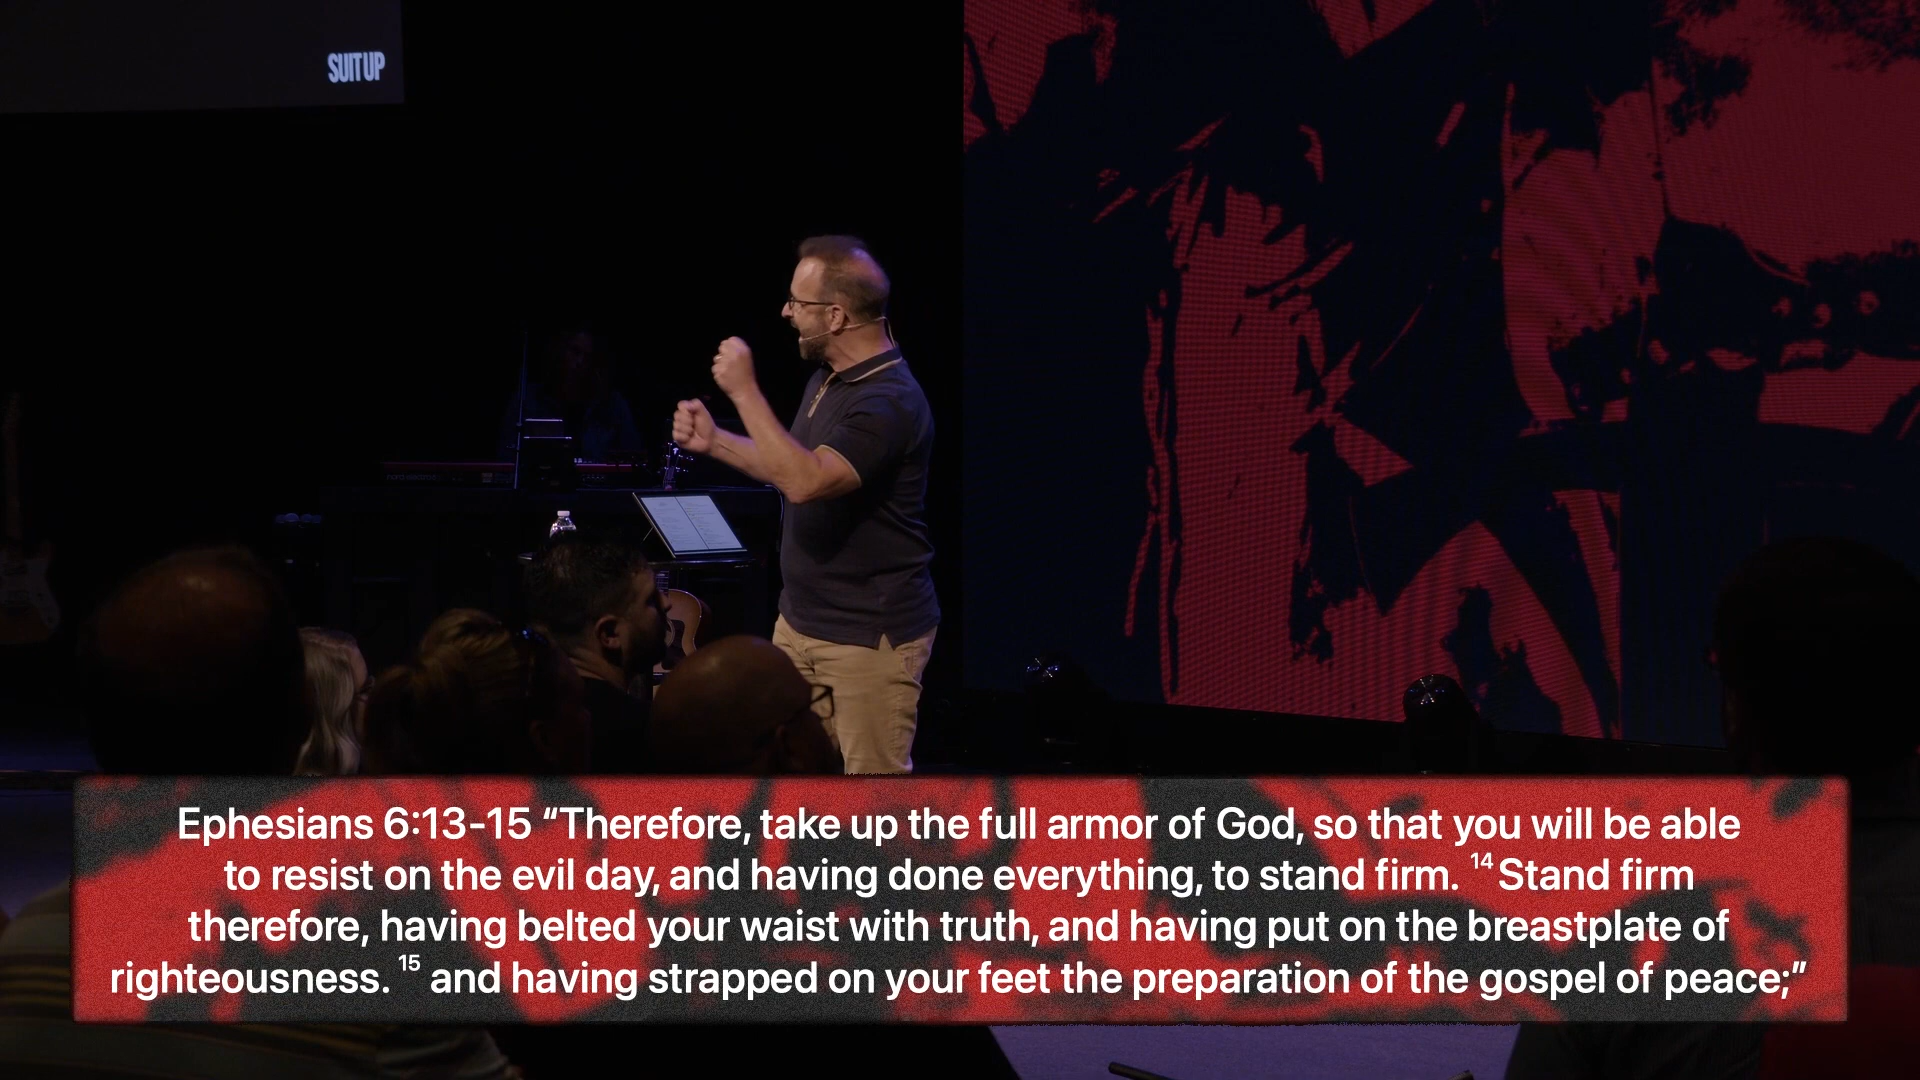 SUIT UP
Ephesians 6:13-15 “Therefore, take up the full armor of God, so that you will be able
to resist on the evil day, and having done everything, to stand firm. 14 Stand firm
therefore, having belted your waist with truth, and having put on the breastplate of
righteousness. 15 and having strapped on your feet the preparation of the gospel of peace;”